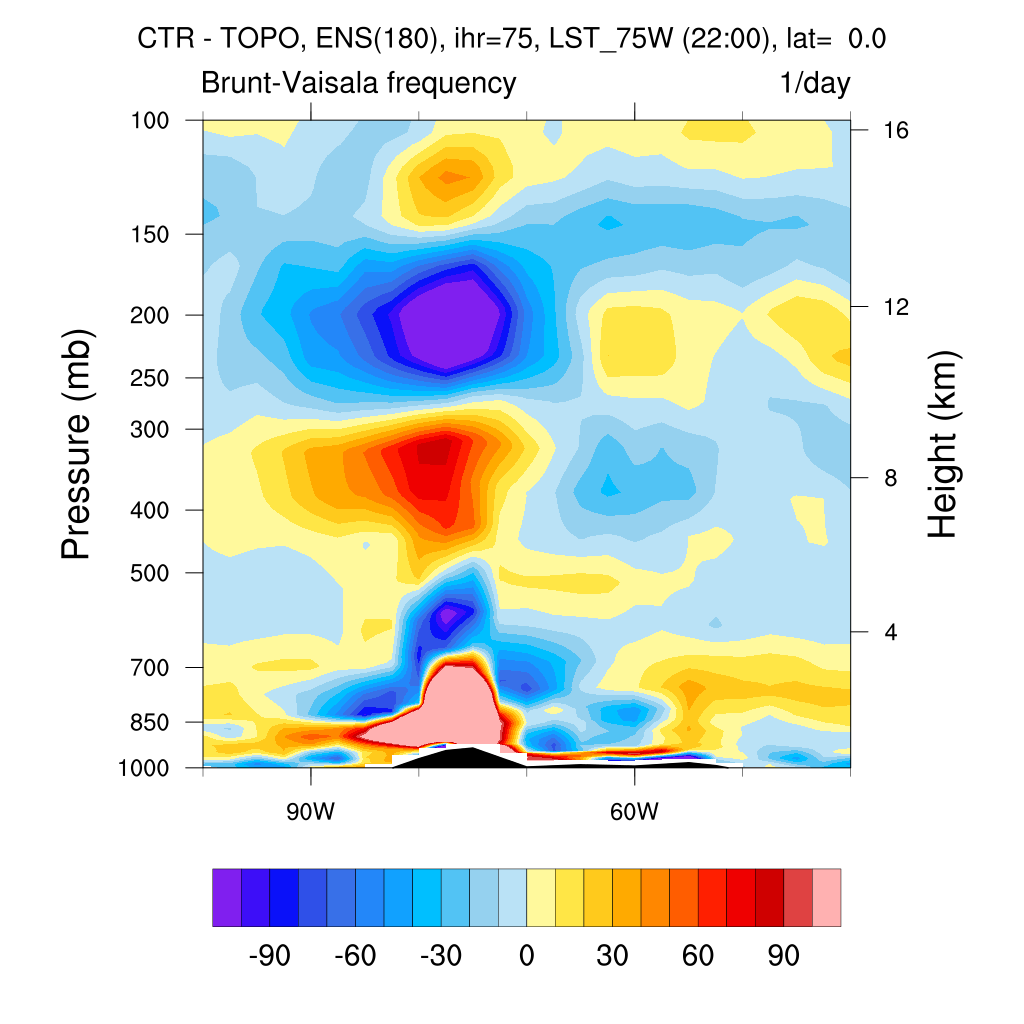 CTR - TOPO, ENS(180), ihr=75, LST_75W (22:00), lat=  0.0
Brunt-Vaisala frequency 1/day
100
150
200
250
300
400
500
700
850
1000
Pressure (mb)
16
12
8
4
Height (km)
90W 60W
-90 -60 -30 0 30 60 90